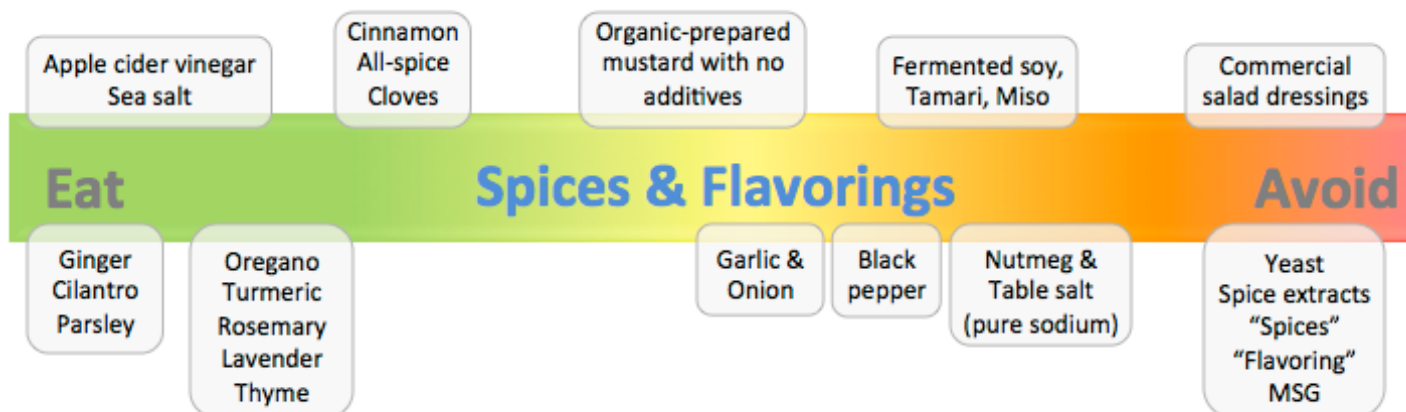 Apple cider vinegar
Sea salt
Cinnamon
All-spice
Cloves
Organic-prepared
mustard with no
additives
Fermented soy,
Tamari, Miso
Commercial
salad dressings
Eat
Spices & Flavorings
Avoid
Ginger
Cilantro
Parsley
Oregano
Turmeric
Rosemary
Lavender
Thyme
Garlic &
Onion
Black
pepper
Nutmeg &
Table salt
(pure sodium)
Yeast
Spice extracts
“Spices”
“Flavoring”
MSG